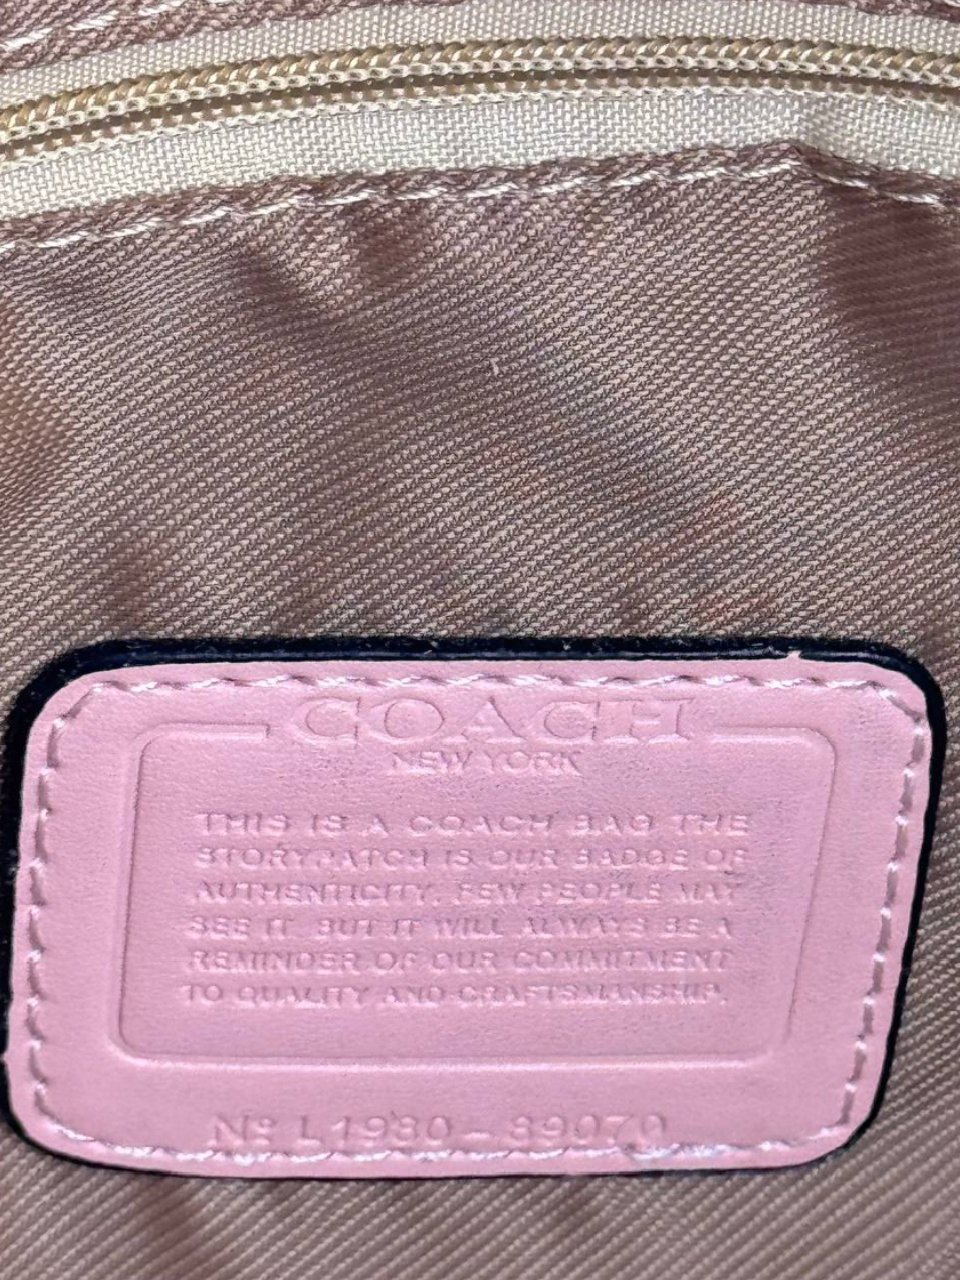 COACH
NEW YORK
THIS IS A COACH BAG THE
STORYPATCH IS OUR BADGE OF
AUTHENTICITY. FEW PEOPLE MAY
SEE IT, BUT IT WILL ALWAYS BE A
REMINDER OF OUR COMMITMENT
TO QUALITY AND CRAFTSMANSHIP.
Nº L1980-89070